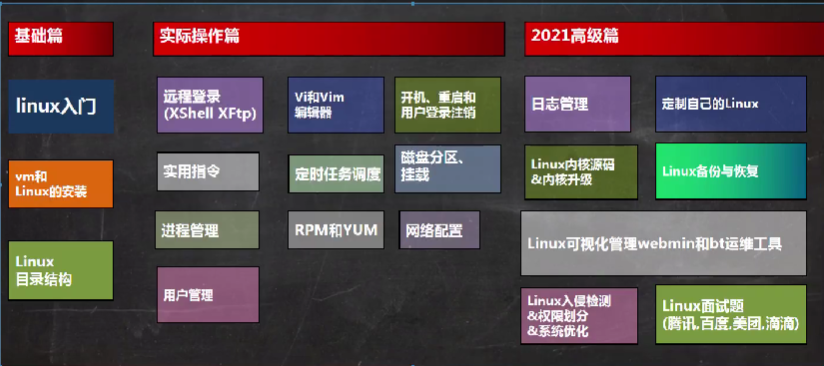 基础篇
实际操作篇
2021高级篇
linux入门
vm和
Linux的安装
Linux
目录结构
远程登录
(XShell XFtp)
Vi和Vim
编辑器
开机、重启和
用户登录注销
实用指令
定时任务调度
磁盘分区、
挂载
进程管理
RPM和YUM
网络配置
用户管理
日志管理
定制自己的Linux
Linux内核源码
&内核升级
Linux备份与恢复
Linux可视化管理webmin和bt运维工具
Linux入侵检测
&权限划分
&系统优化
Linux面试题
(腾讯,百度,美团,滴滴)